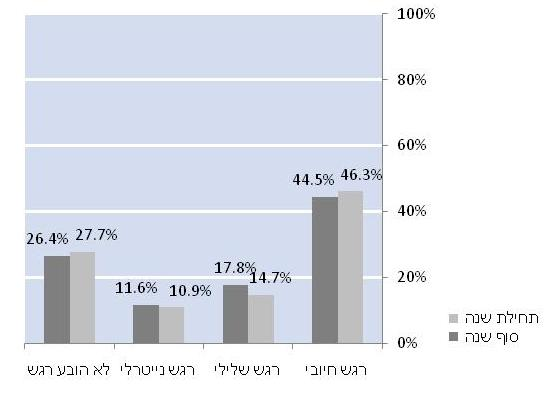 100%
80%
60%
40%
20%
0%
46.3%
44.5%
14.7%
17.8%
10.9%
11.6%
27.7%
26.4%
רגש חיובי
רגש שלילי
רגש נייטרלי
לא הובע רגש
תחילת שנה
סוף שנה